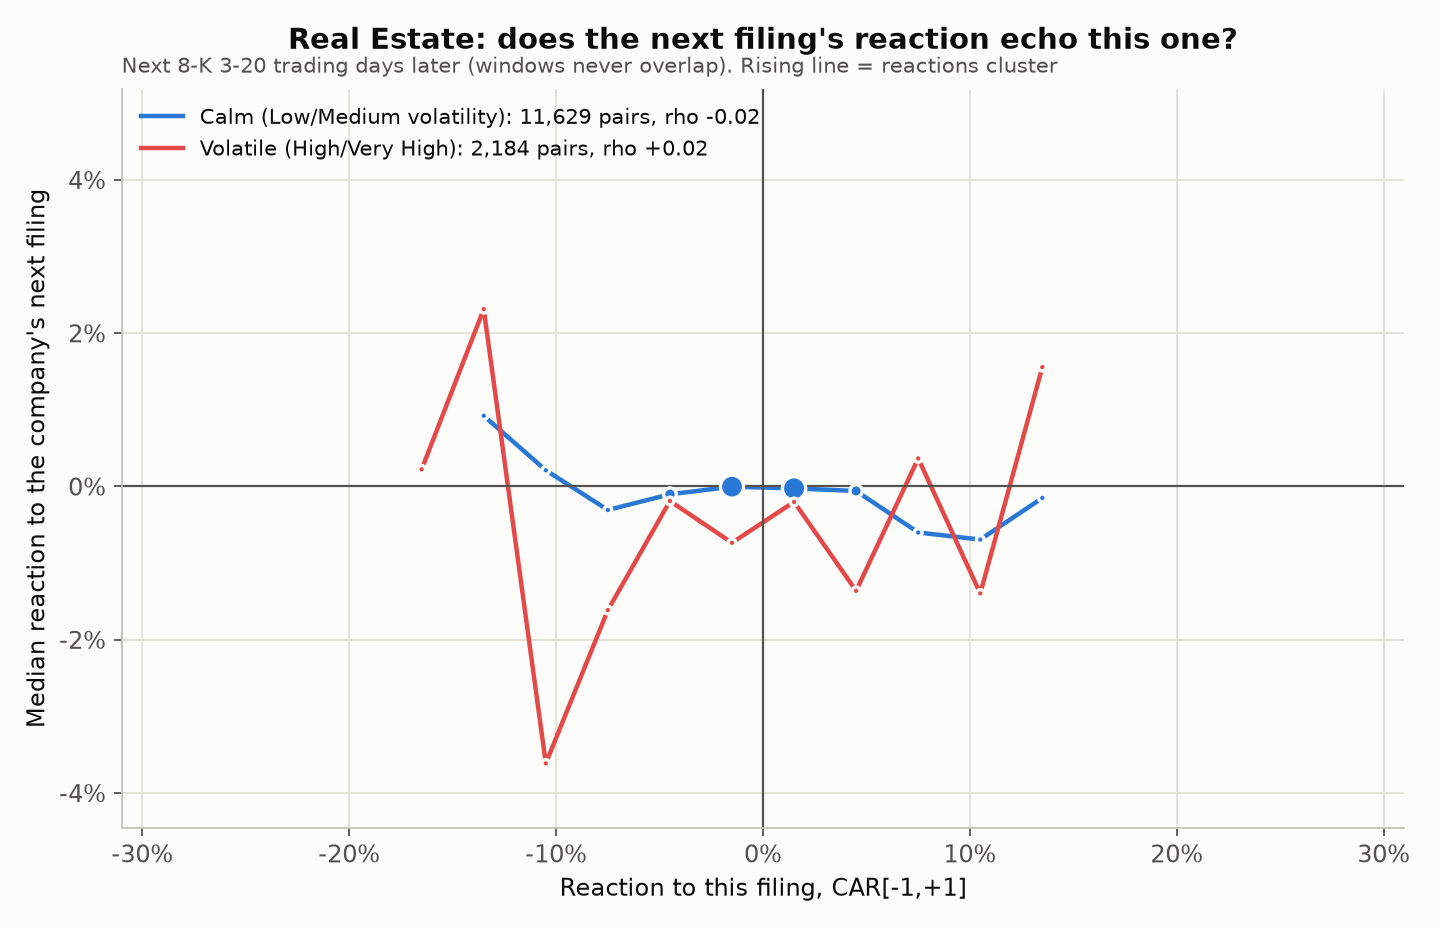 Real Estate: does the next filing's reaction echo this one?
Next 8-K 3-20 trading days later (windows never overlap). Rising line = reactions cluster
Calm (Low/Medium volatility): 11,629 pairs, rho -0.02
Volatile (High/Very High): 2,184 pairs, rho +0.02
Median reaction to the company's next filing
4%
2%
0%
-2%
-4%
-30%
-20%
-10%
0%
10%
20%
30%
Reaction to this filing, CAR[-1,+1]